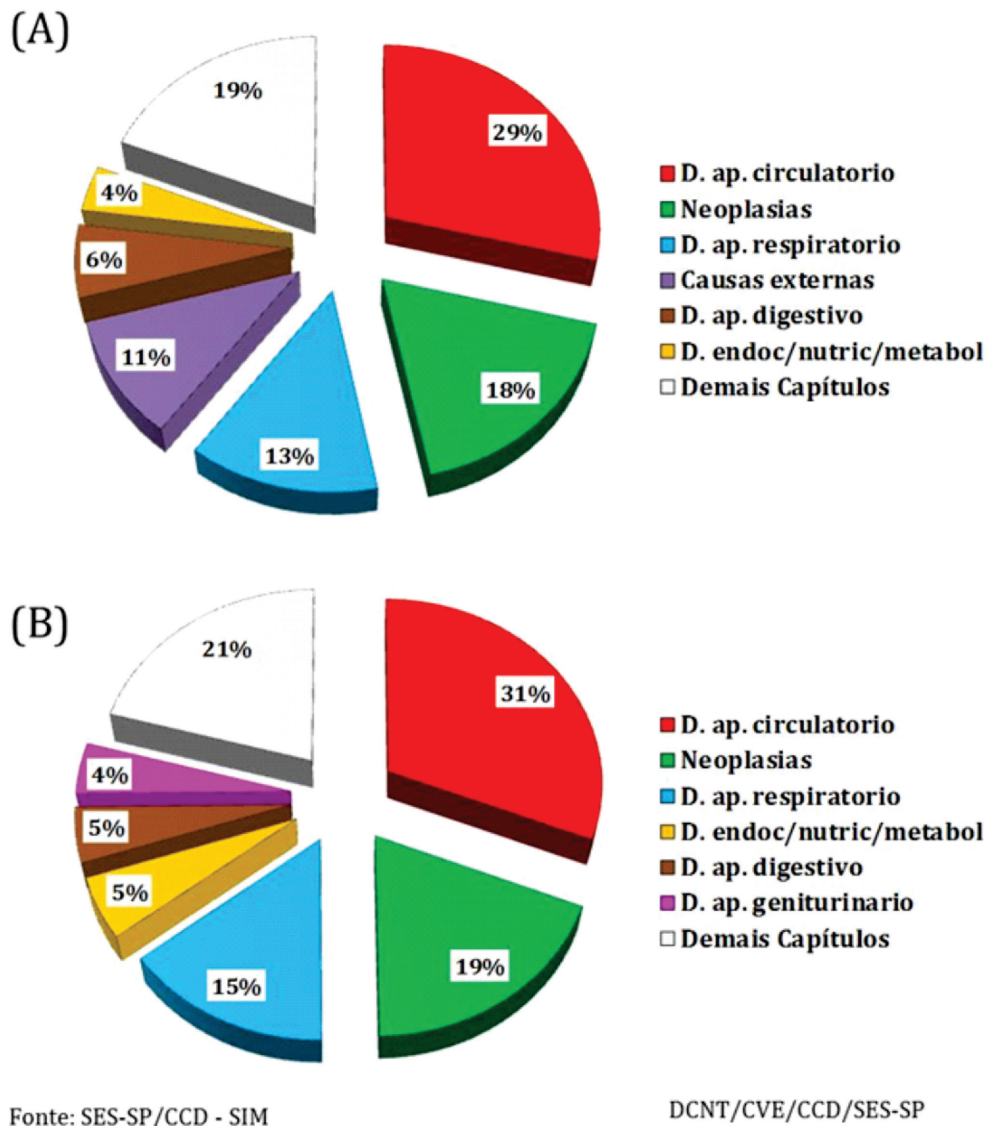 (A)
19%
29%
4%
6%
11%
18%
13%
D. ap. circulatorio
Neoplasias
D. ap. respiratorio
Causas externas
D. ap. digestivo
D. endoc/nutric/metabol
Demais Capítulos
(B)
21%
31%
4%
5%
5%
19%
15%
D. ap. circulatorio
Neoplasias
D. ap. respiratorio
D. endoc/nutric/metabol
D. ap. digestivo
D. ap. geniturinario
Demais Capítulos
Fonte: SES-SP/CCD - SIM
DCNT/CVE/CCD/SES-SP